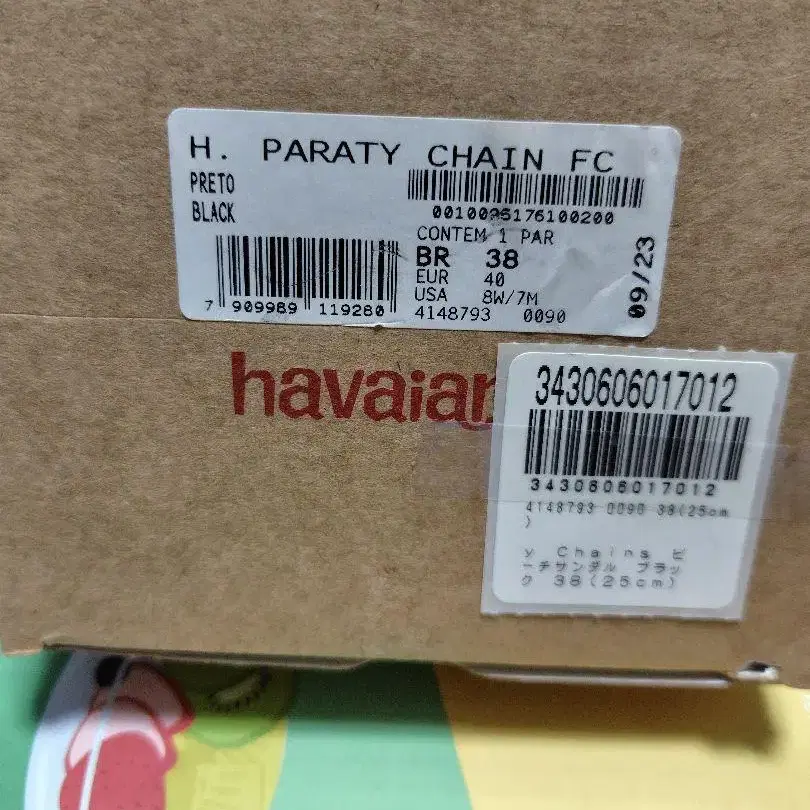 H. PARATY CHAIN FC
PRETO
BLACK
0010095176100200
CONTEM 1 PAR
BR 38
EUR 40
USA 8W/7M
4148793 0090
09/23
7 909989 119280
havaian
3430606017012
3430606017012
4148793 0090 38(25cm
)
y Chains ビ
ーチサンダル ブラッ
ク 38(25cm)